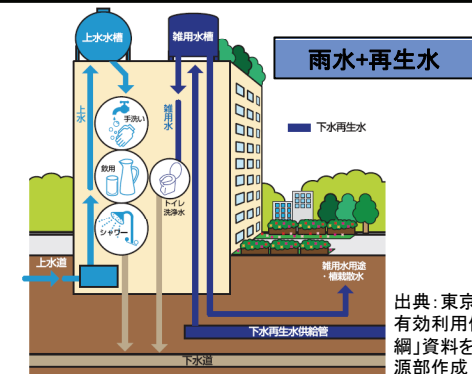 上水水槽
雑用水槽
雨水+再生水
下水再生水
上水
手洗い
雑用水
飲用
トイレ
洗浄水
シャワー
上水道
雑用水用途
・植栽散水
下水再生水供給管
下水道
出典:東京
有効利用促
綱」資料を
源部作成